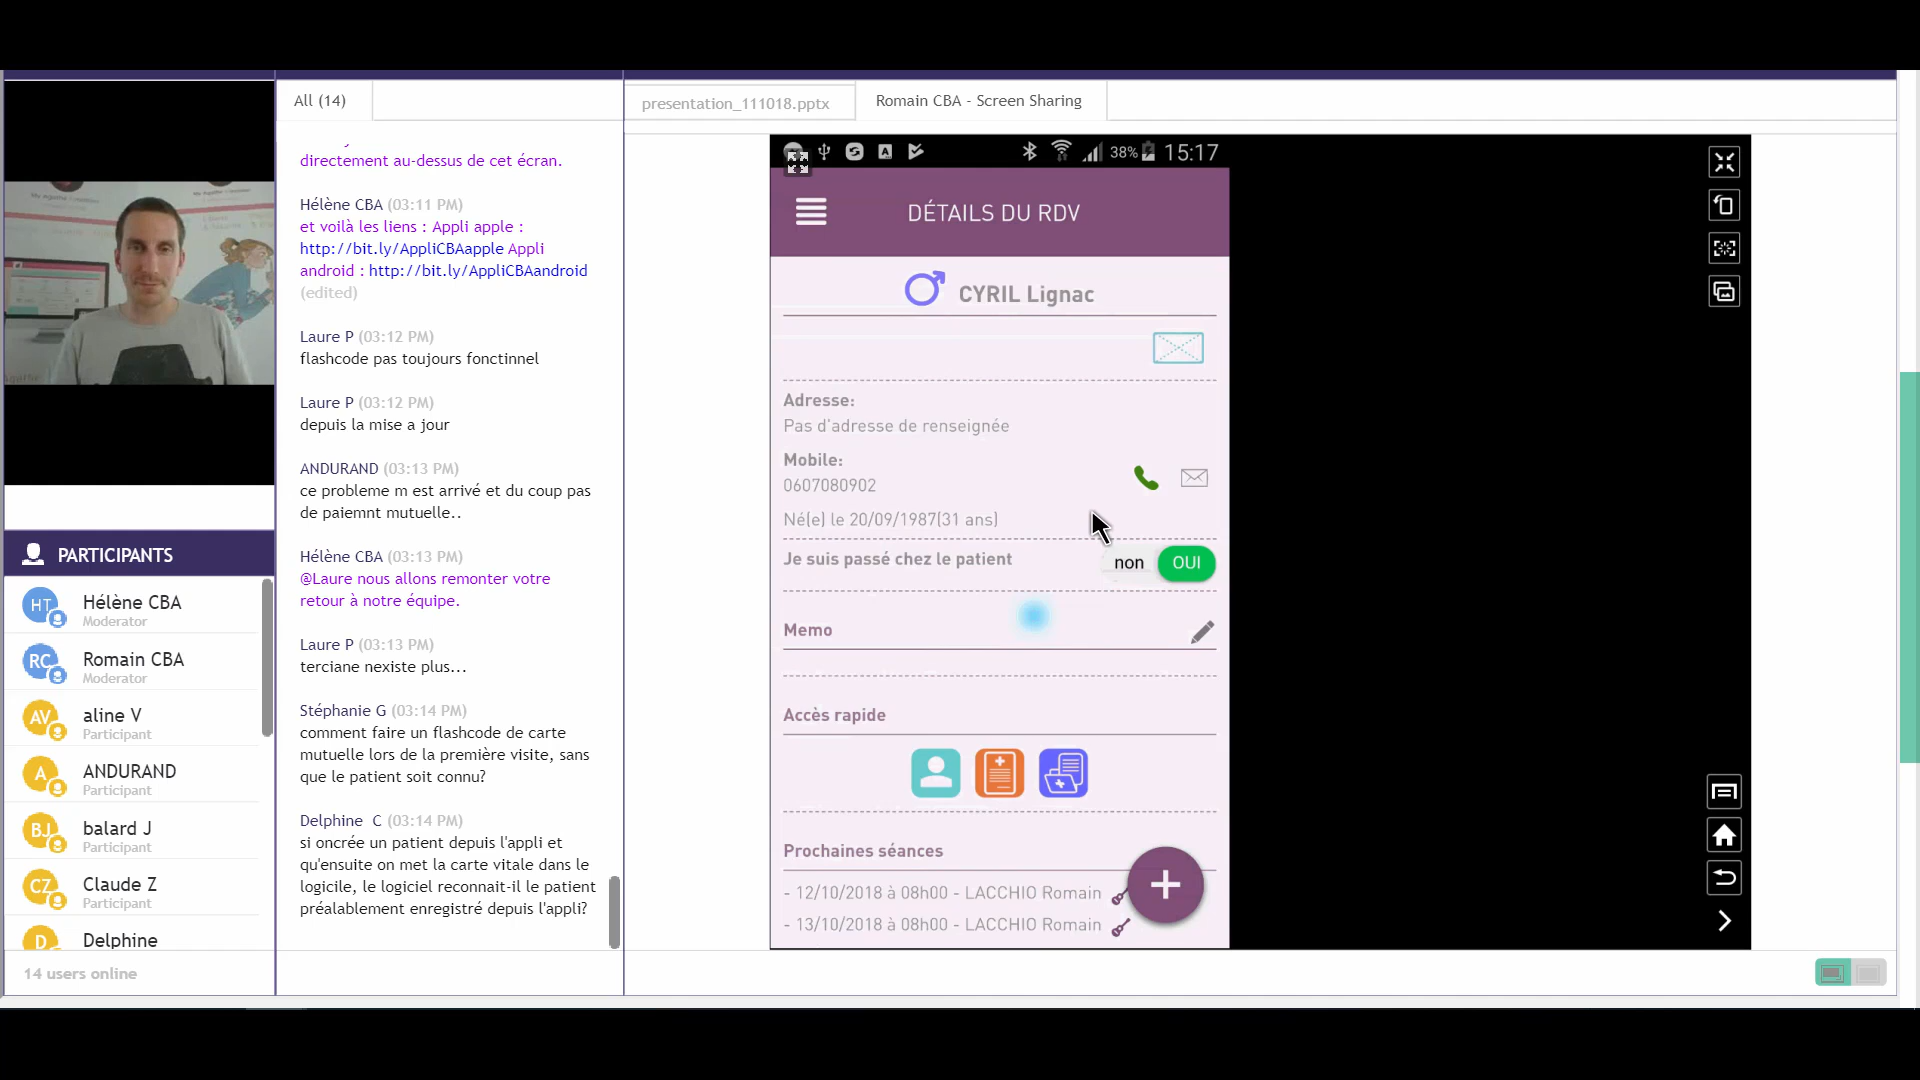 All (14)
directement au-dessus de cet écran.
Hélène CBA (03:11 PM)
et voilà les liens : Appli apple :
http://bit.ly/AppliCBAapple Appli
android : http://bit.ly/AppliCBAandroid
(edited)
Laure P (03:12 PM)
flashcode pas toujours fonctinnel
Laure P (03:12 PM)
depuis la mise a jour
ANDURAND (03:13 PM)
ce probleme m est arrivé et du coup pas
de paiemnt mutuelle..
Hélène CBA (03:13 PM)
@Laure nous allons remonter votre
retour à notre équipe.
Laure P (03:13 PM)
terciane nexiste plus...
Stéphanie G (03:14 PM)
comment faire un flashcode de carte
mutuelle lors de la première visite, sans
que le patient soit connu?
Delphine C (03:14 PM)
si oncrée un patient depuis l'appli et
qu'ensuite on met la carte vitale dans le
logicile, le logiciel reconnait-il le patient
préalablement enregistré depuis l'appli?
PARTICIPANTS
HT Hélène CBA
Moderator
RC Romain CBA
Moderator
AV aline V
Participant
A ANDURAND
Participant
BJ balard J
Participant
CZ Claude Z
Participant
D Delphine
14 users online
presentation_111018.pptx
Romain CBA - Screen Sharing
38% 15:17
DÉTAILS DU RDV
CYRIL Lignac
Adresse:
Pas d'adresse de renseignée
Mobile:
0607080902
Né(e) le 20/09/1987(31 ans)
Je suis passé chez le patient non OUI
Memo
Accès rapide
Prochaines séances
- 12/10/2018 à 08h00 - LACCHIO Romain
- 13/10/2018 à 08h00 - LACCHIO Romain